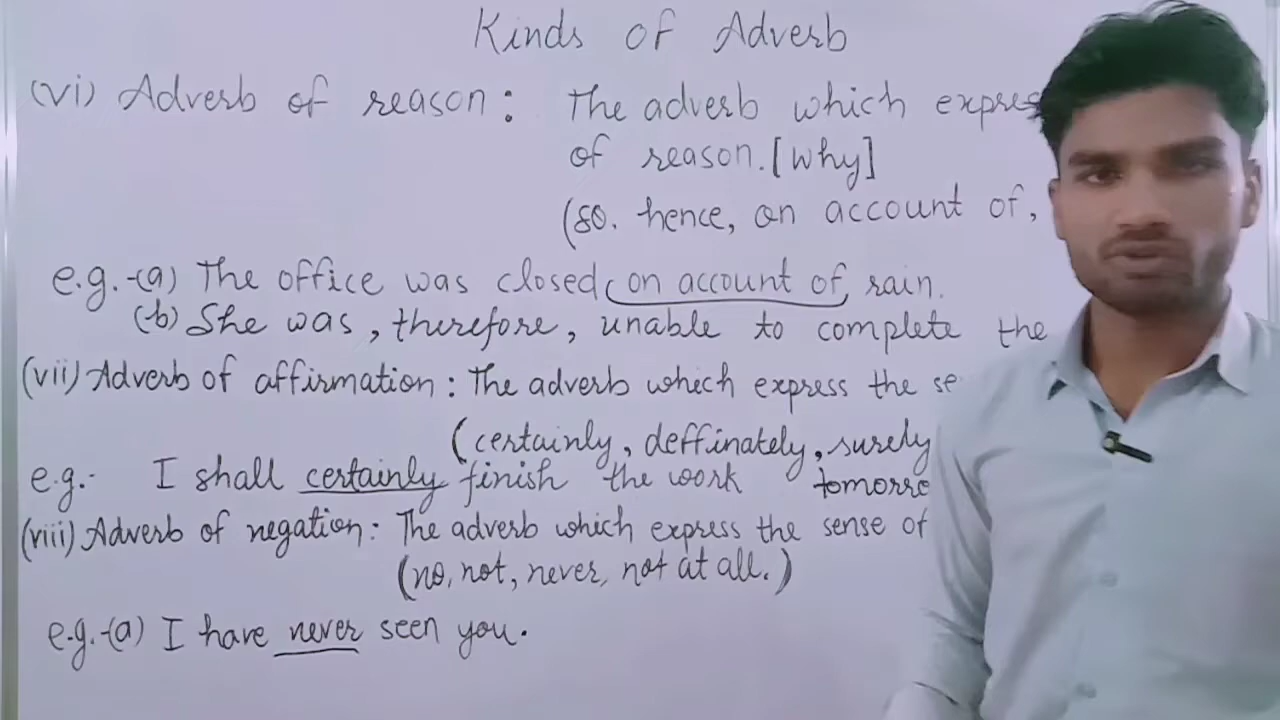 Kinds of Adverb
(vi) Adverb of reason: The adverb which expres
of reason. [why]
(so. hence, on account of,
e.g.-(a) The office was closed (on account of) rain.
(b) She was, therefore, unable to complete the
(vii) Adverb of affirmation: The adverb which express the se
(certainly, deffinately, surely
e.g.- I shall certainly finish the work tomorro
(viii) Adverb of negation: The adverb which express the sense of
(no, not, never, not at all.)
e.g.-(a) I have never seen you.